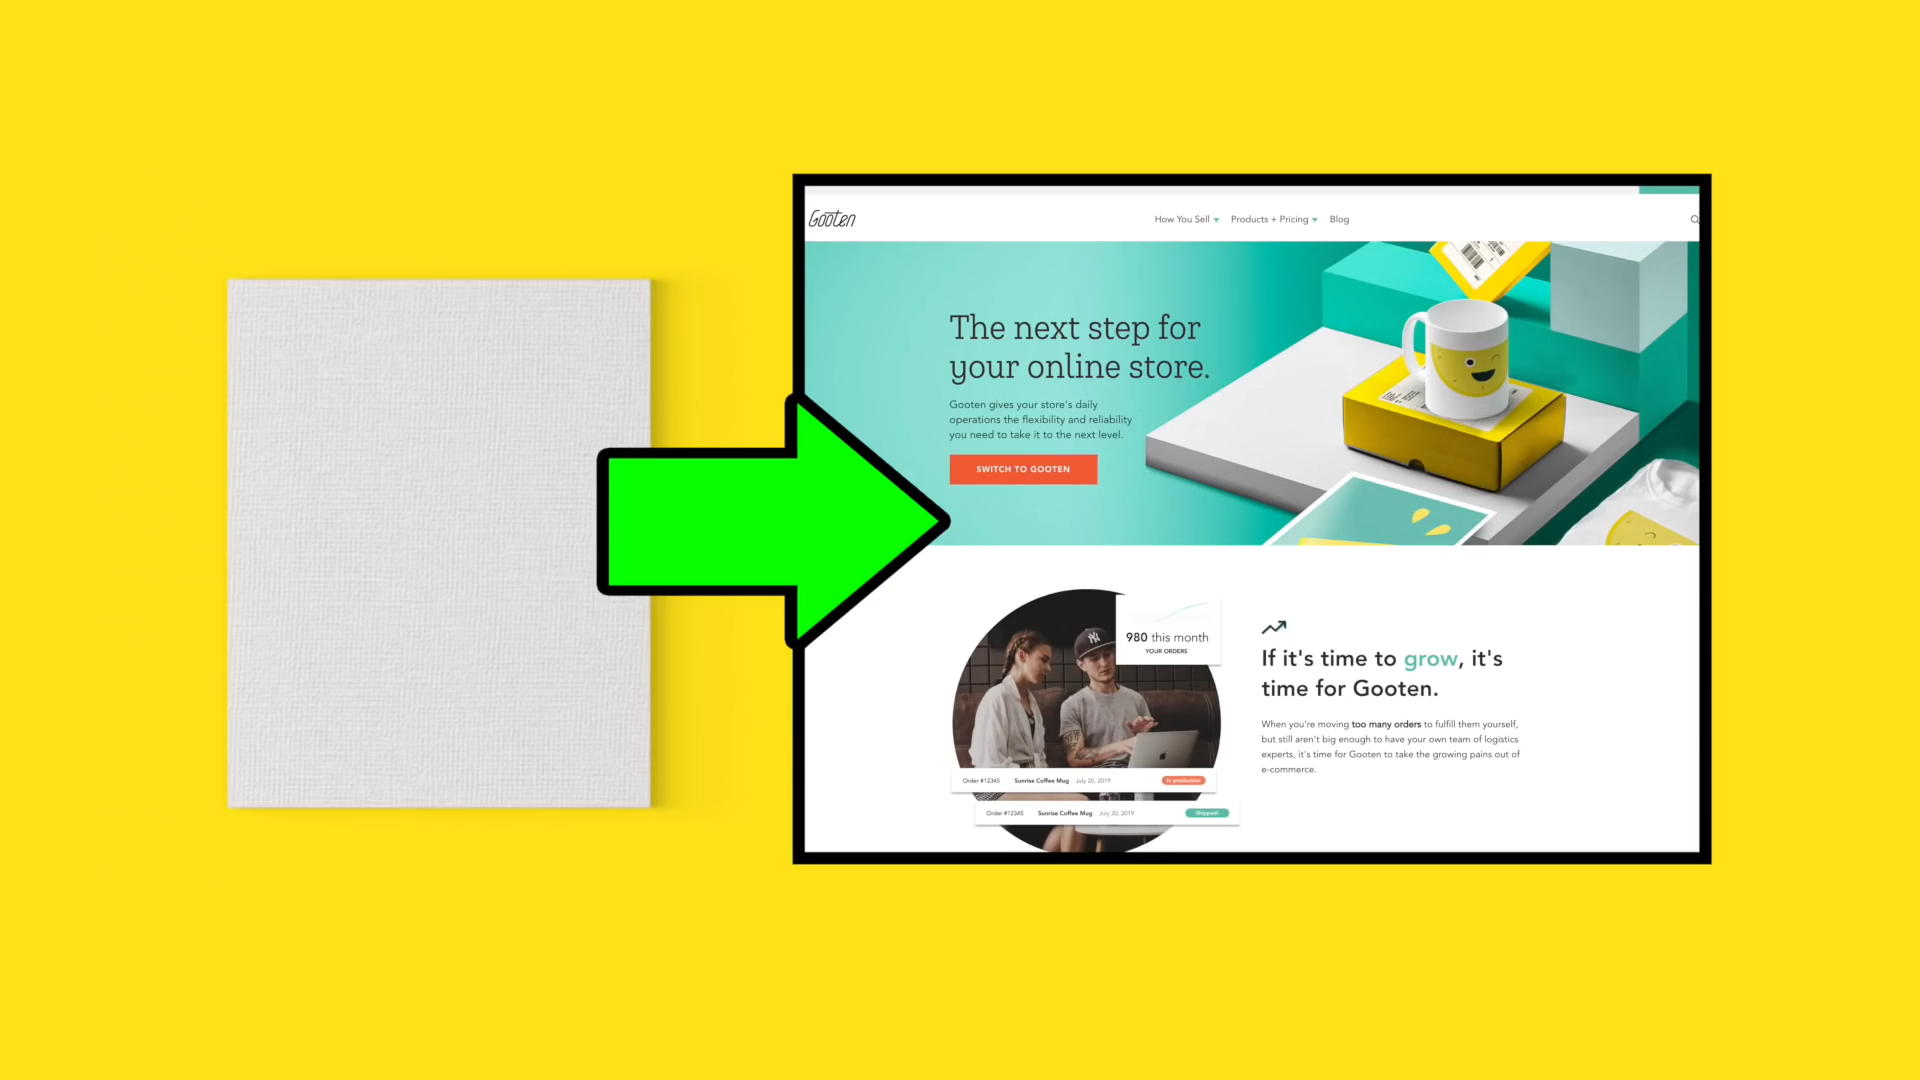 Gooten
How You Sell
Products + Pricing
Blog
The next step for
your online store.
Gooten gives your store's daily
operations the flexibility and reliability
you need to take it to the next level.
SWITCH TO GOOTEN
980 this month
YOUR ORDERS
If it's time to grow, it's
time for Gooten.
When you're moving too many orders to fulfill them yourself,
but still aren't big enough to have your own team of logistics
experts, it's time for Gooten to take the growing pains out of
e-commerce.
Order #12345 Sunrise Coffee Mug July 20, 2019 In production
Order #12345 Sunrise Coffee Mug July 20, 2019 Shipped!